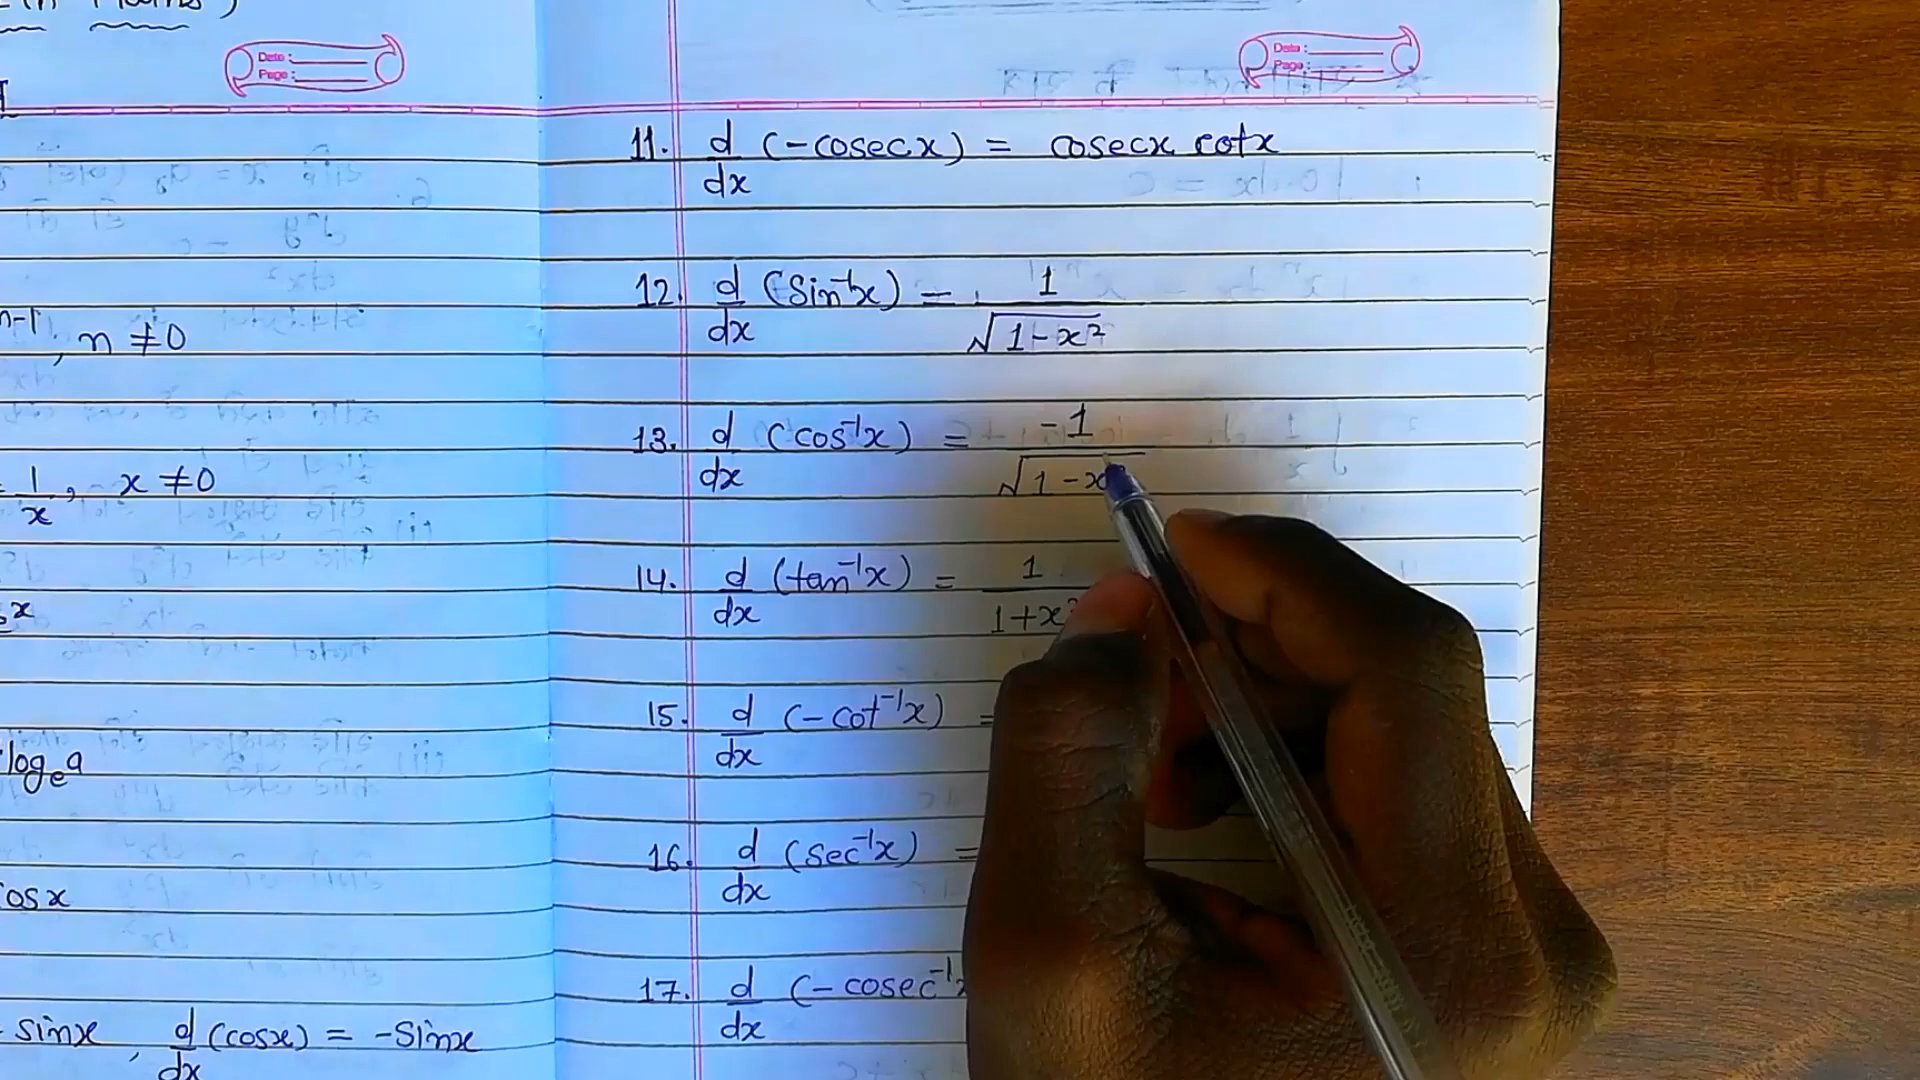 Date :
Page :
n-1, n ≠ 0
1/x, x ≠ 0
logₑa
cosx
sinx, d/dx (cosx) = -Sinx
Date :
Page :
11. d/dx (-cosecx) = cosecx cotx
12. d/dx (Sin⁻¹x) = 1/√(1-x²)
13. d/dx (cos⁻¹x) = -1/√(1-x
14. d/dx (tan⁻¹x) = 1/(1+x²
15. d/dx (-cot⁻¹x) =
16. d/dx (sec⁻¹x) =
17. d/dx (-cosec⁻¹